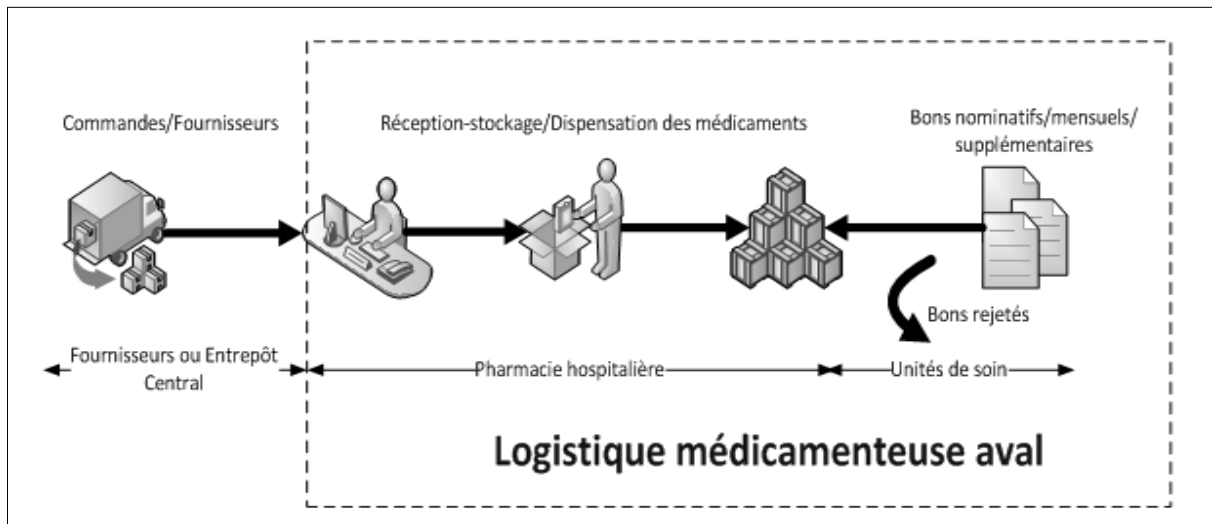 Commandes/Fournisseurs
Réception-stockage/Dispensation des médicaments
Bons nominatifs/mensuels/
supplémentaires
Bons rejetés
Fournisseurs ou Entrepôt
Central
Pharmacie hospitalière
Unités de soin
Logistique médicamenteuse aval